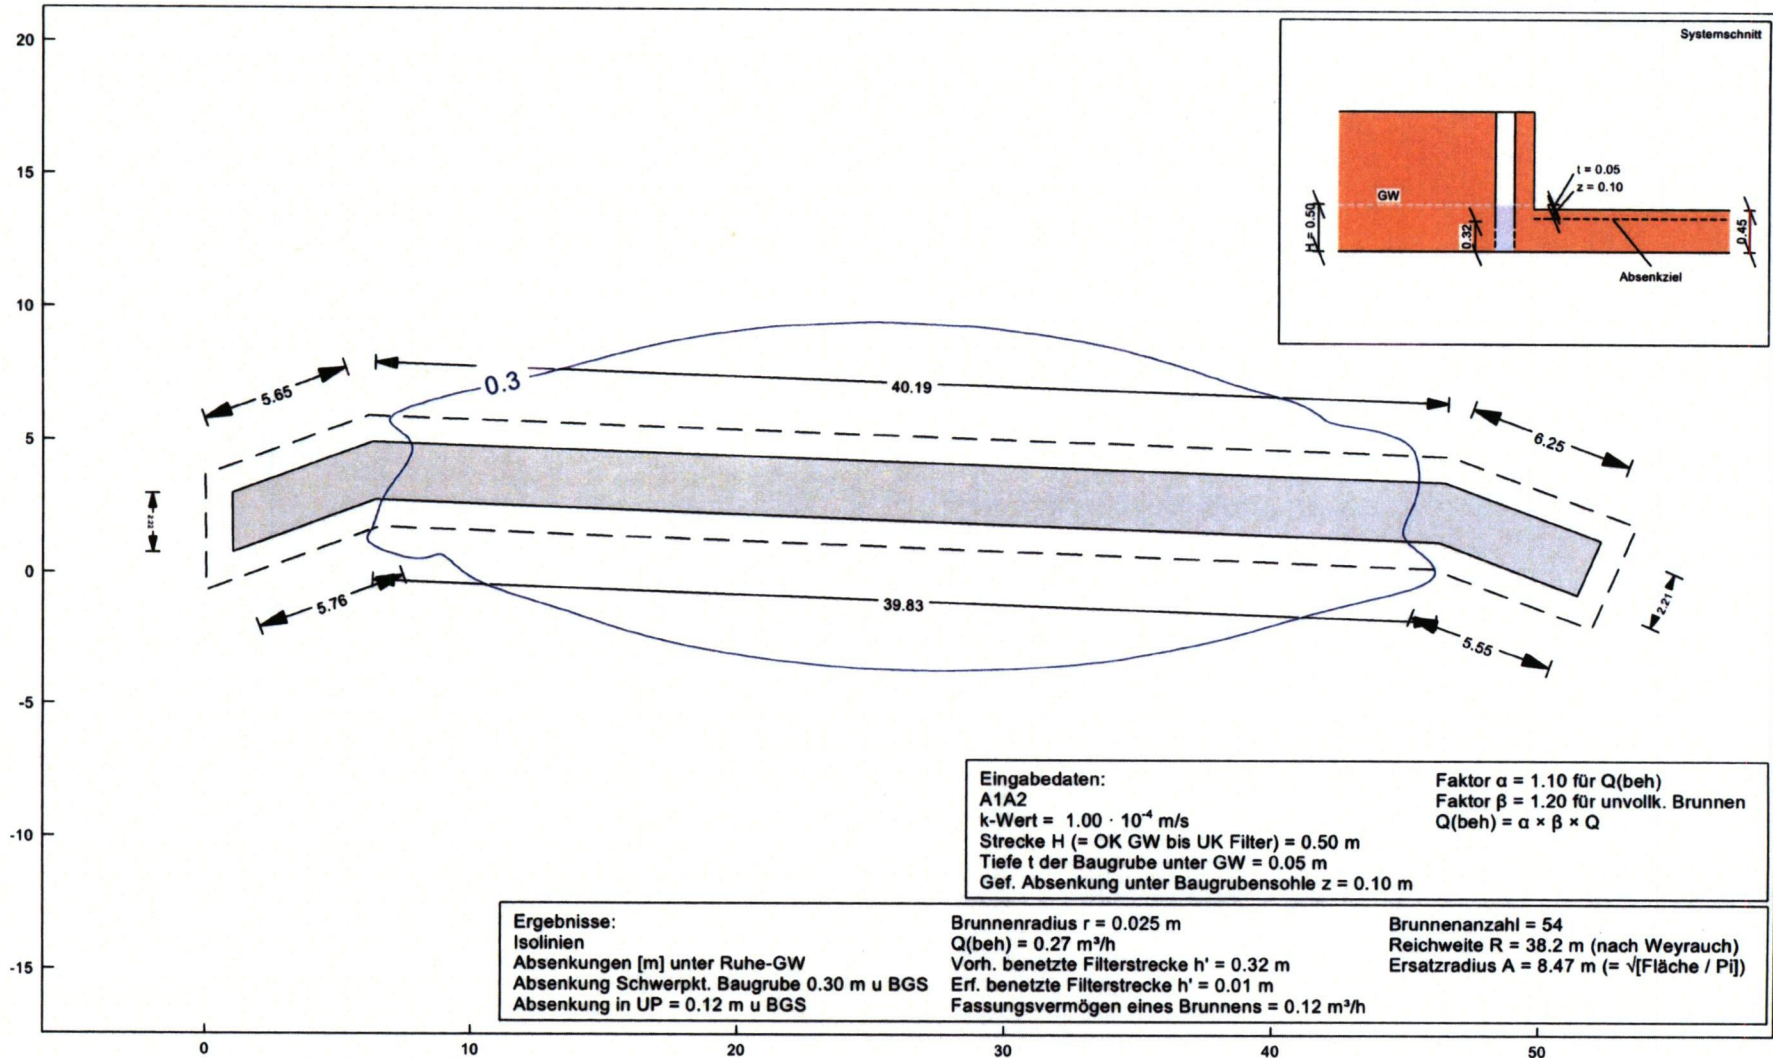 20
15
10
5
0
-5
-10
-15
0
10
20
30
40
50
Systemschnitt
GW
H = 0.50
0.32
t = 0.05
z = 0.10
0.45
Absenkziel
5.65
0.3
40.19
6.25
2.22
5.76
39.83
5.55
2.21
Eingabedaten:
A1A2
k-Wert = 1.00 · 10⁻⁴ m/s
Strecke H (= OK GW bis UK Filter) = 0.50 m
Tiefe t der Baugrube unter GW = 0.05 m
Gef. Absenkung unter Baugrubensohle z = 0.10 m
Faktor α = 1.10 für Q(beh)
Faktor β = 1.20 für unvollk. Brunnen
Q(beh) = α × β × Q
Ergebnisse:
Isolinien
Absenkungen [m] unter Ruhe-GW
Absenkung Schwerpkt. Baugrube 0.30 m u BGS
Absenkung in UP = 0.12 m u BGS
Brunnenradius r = 0.025 m
Q(beh) = 0.27 m³/h
Vorh. benetzte Filterstrecke h' = 0.32 m
Erf. benetzte Filterstrecke h' = 0.01 m
Fassungsvermögen eines Brunnens = 0.12 m³/h
Brunnenanzahl = 54
Reichweite R = 38.2 m (nach Weyrauch)
Ersatzradius A = 8.47 m (= √[Fläche / Pi])